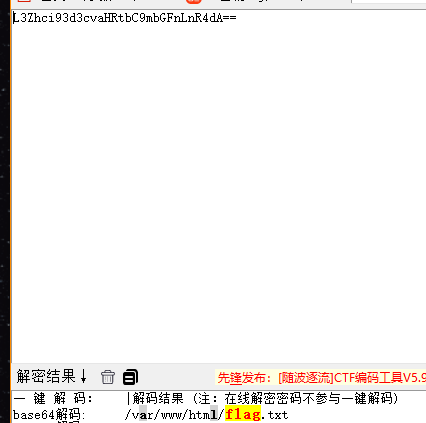 L3Zhci93d3cvaHRtbC9mbGFnLnR4dA==
解密结果↓ 先锋发布：[随波逐流]CTF编码工具V5.9
一 键 解 码： |解码结果（注：在线解密密码不参与一键解码）
base64解码： /var/www/html/flag.txt